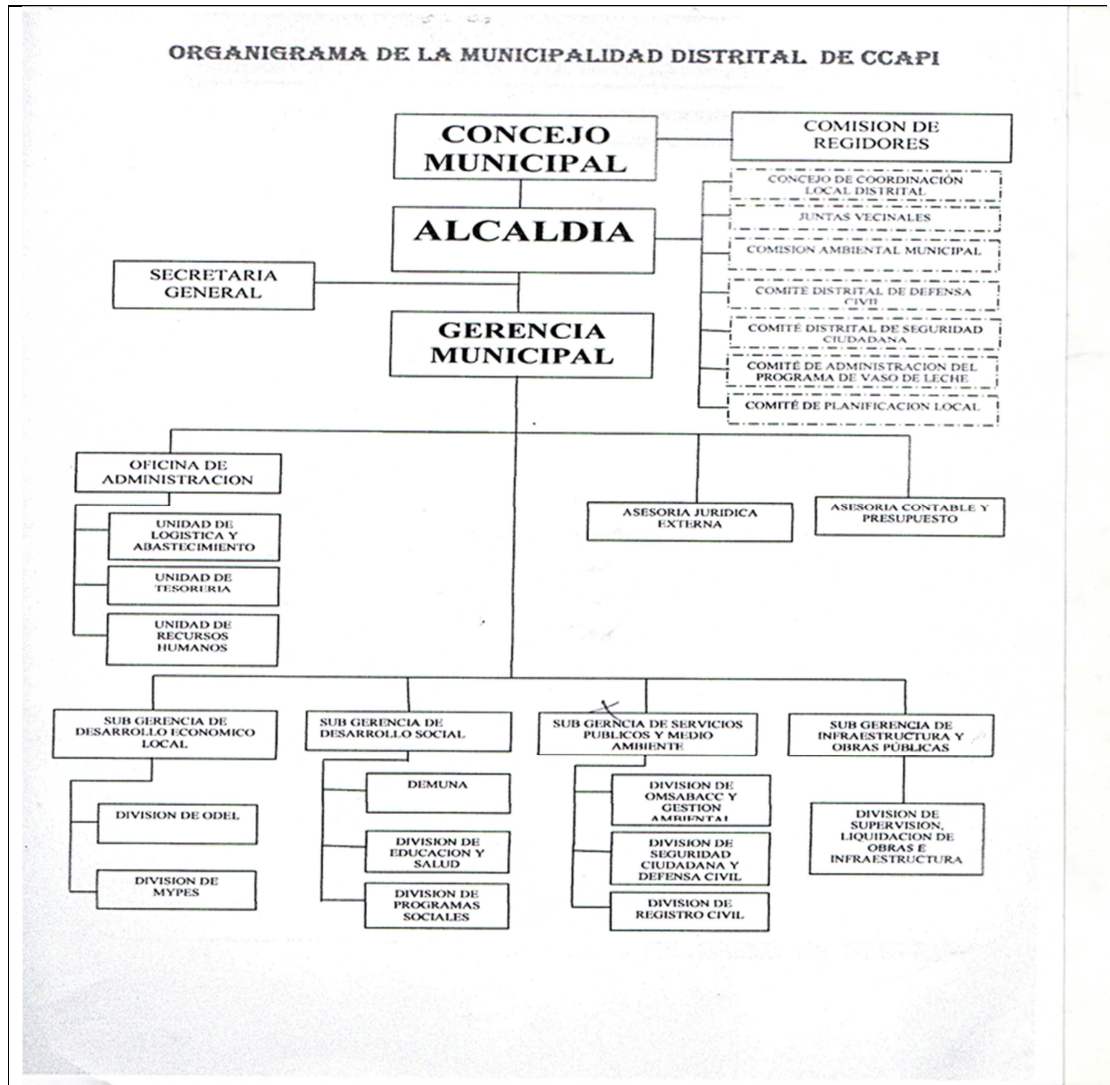 ORGANIGRAMA DE LA MUNICIPALIDAD DISTRITAL DE CCAPI
CONCEJO
MUNICIPAL
COMISION DE
REGIDORES
CONCEJO DE COORDINACIÓN
LOCAL DISTRITAL
ALCALDIA
JUNTAS VECINALES
COMISION AMBIENTAL MUNICIPAL
SECRETARIA
GENERAL
COMITÉ DISTRITAL DE DEFENSA
CIVIL
GERENCIA
MUNICIPAL
COMITÉ DISTRITAL DE SEGURIDAD
CIUDADANA
COMITÉ DE ADMINISTRACION DEL
PROGRAMA DE VASO DE LECHE
COMITÉ DE PLANIFICACION LOCAL
OFICINA DE
ADMINISTRACION
UNIDAD DE
LOGISTICA Y
ABASTECIMIENTO
UNIDAD DE
TESORERIA
UNIDAD DE
RECURSOS
HUMANOS
ASESORIA JURIDICA
EXTERNA
ASESORIA CONTABLE Y
PRESUPUESTO
SUB GERENCIA DE
DESARROLLO ECONOMICO
LOCAL
DIVISION DE ODEL
DIVISION DE
MYPES
SUB GERENCIA DE
DESARROLLO SOCIAL
DEMUNA
DIVISION DE
EDUCACION Y
SALUD
DIVISION DE
PROGRAMAS
SOCIALES
SUB GERNCIA DE SERVICIOS
PUBLICOS Y MEDIO
AMBIENTE
DIVISION DE
OMSABACC Y
GESTION
AMBIENTAL
DIVISION DE
SEGURIDAD
CIUDADANA Y
DEFENSA CIVIL
DIVISION DE
REGISTRO CIVIL
SUB GERENCIA DE
INFRAESTRUCTURA Y
OBRAS PÚBLICAS
DIVISION DE
SUPERVISION,
LIQUIDACION DE
OBRAS E
INFRAESTRUCTURA